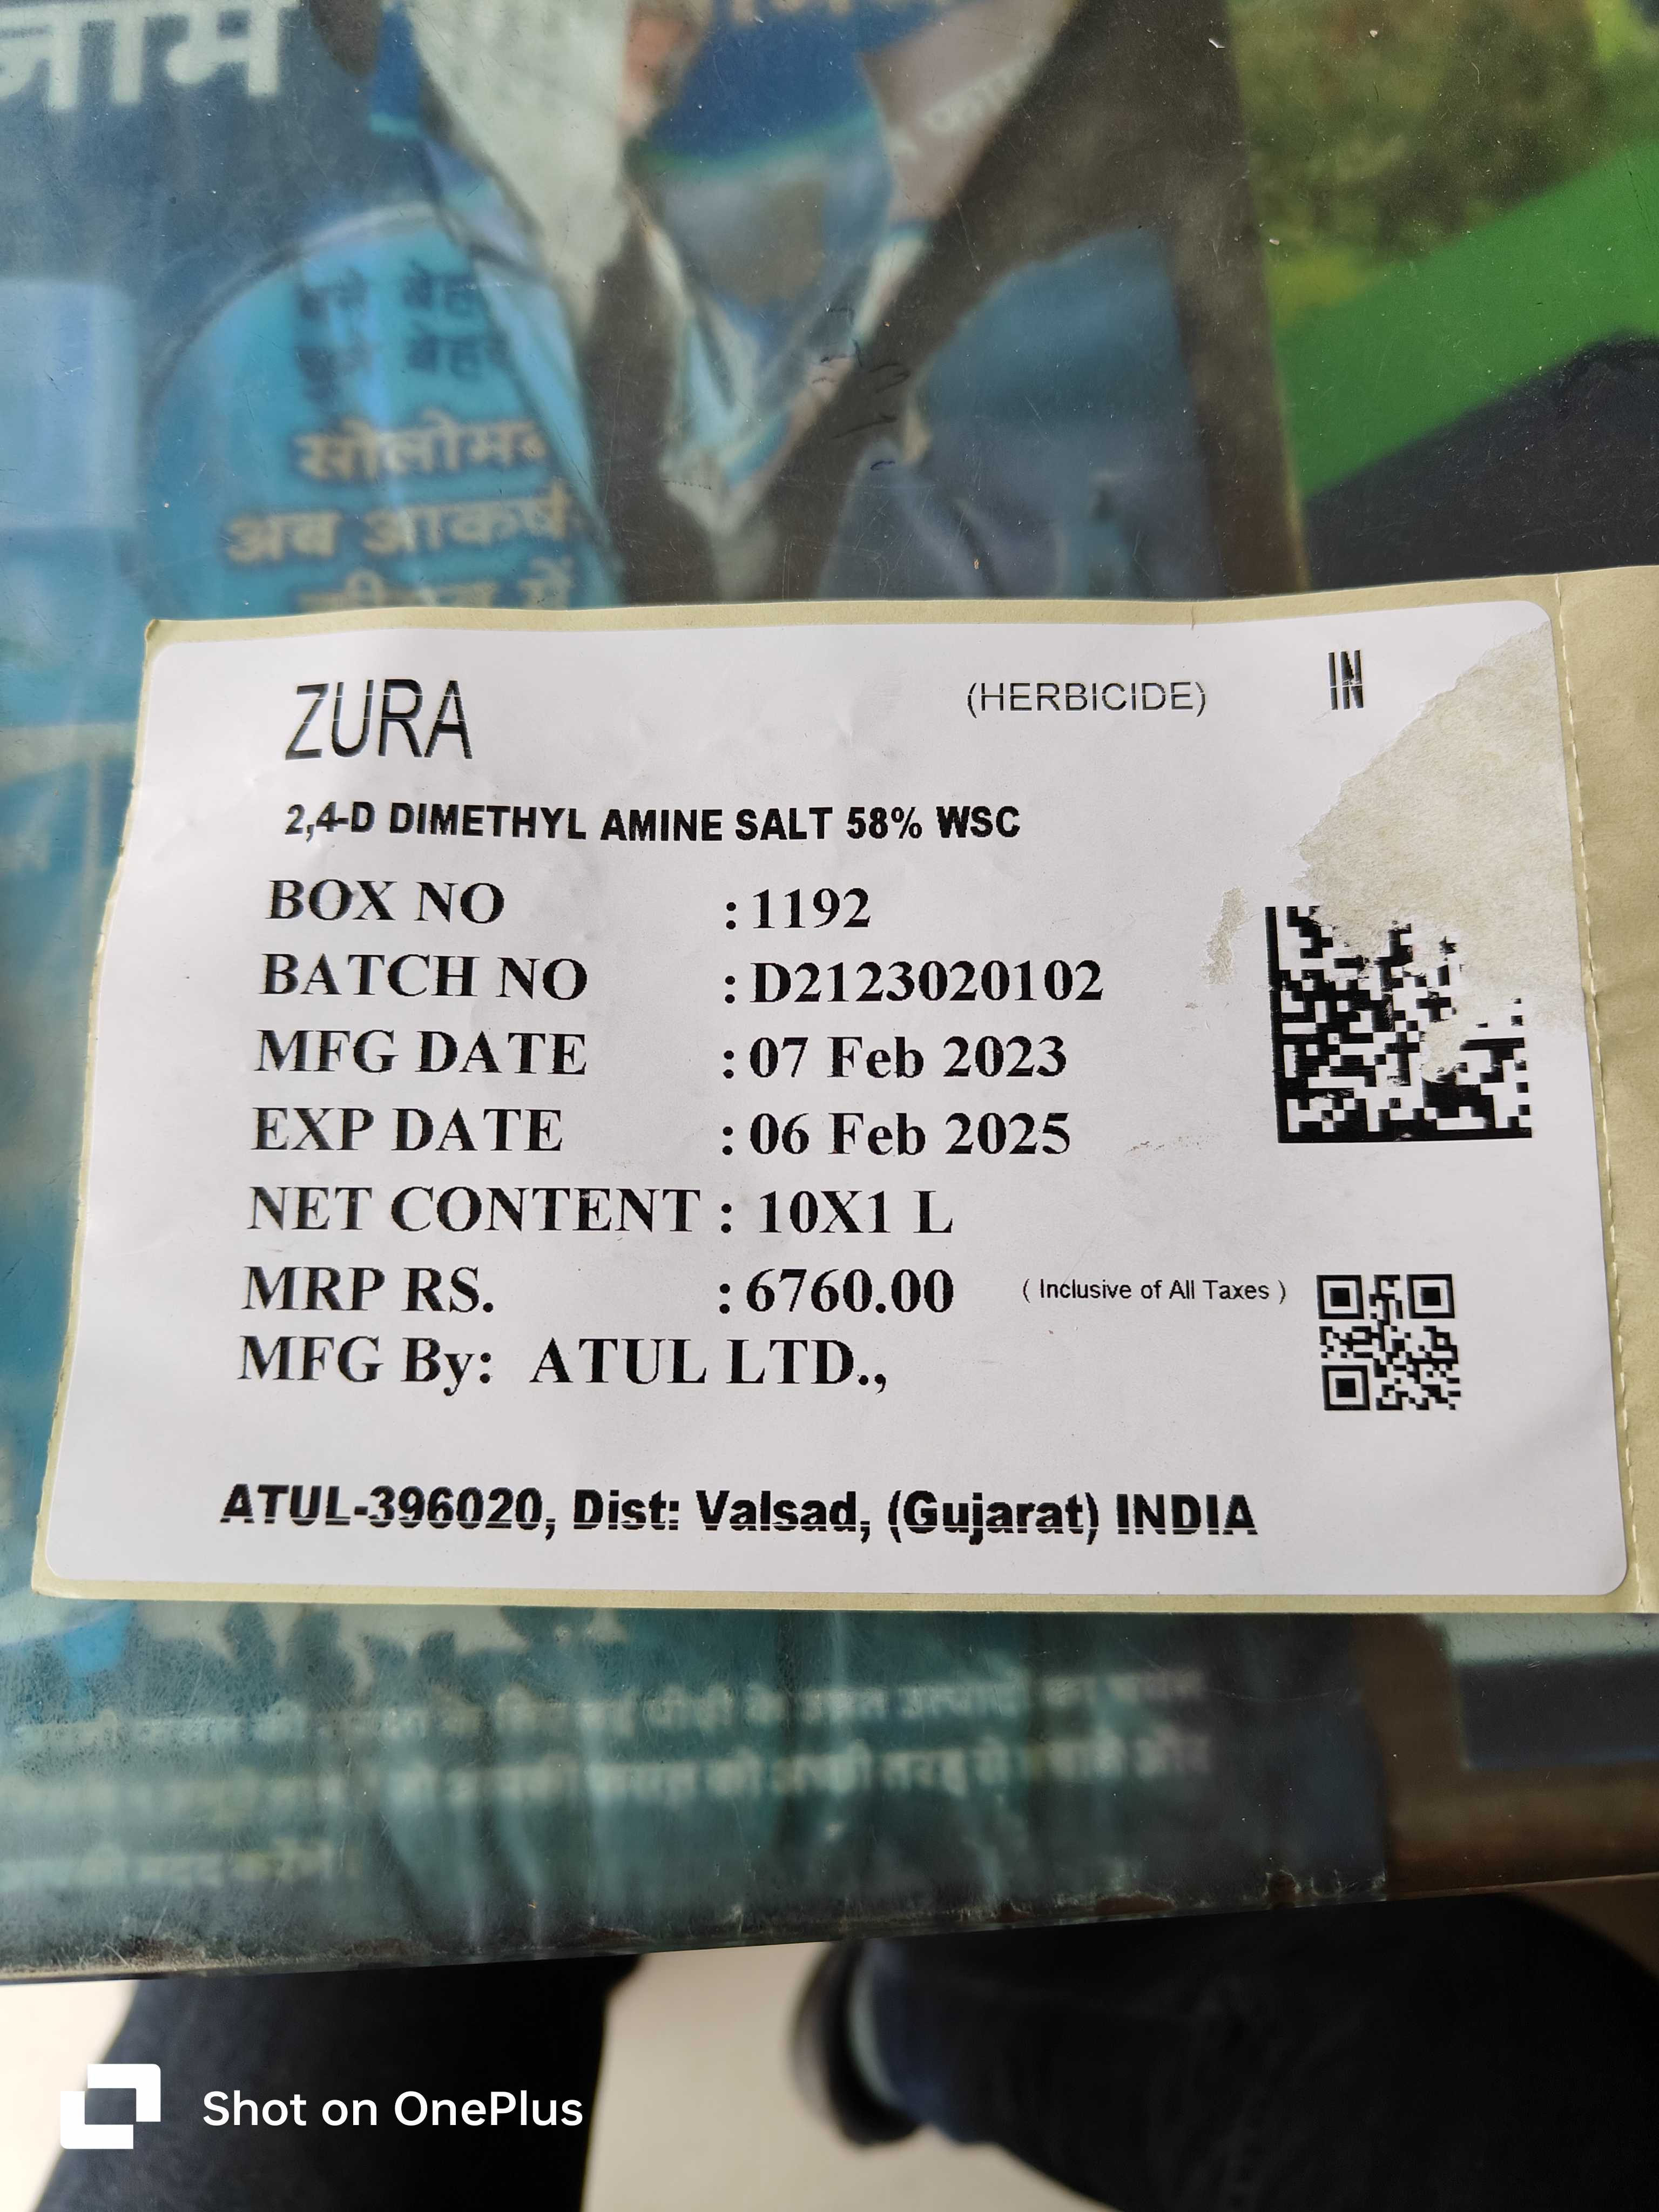 सोलोमन
अब आकर्ष
में
ZURA
(HERBICIDE)
IN
2,4-D DIMETHYL AMINE SALT 58% WSC
BOX NO : 1192
BATCH NO : D2123020102
MFG DATE : 07 Feb 2023
EXP DATE : 06 Feb 2025
NET CONTENT : 10X1 L
MRP RS. : 6760.00 ( Inclusive of All Taxes )
MFG By: ATUL LTD.,
ATUL-396020, Dist: Valsad, (Gujarat) INDIA
Shot on OnePlus